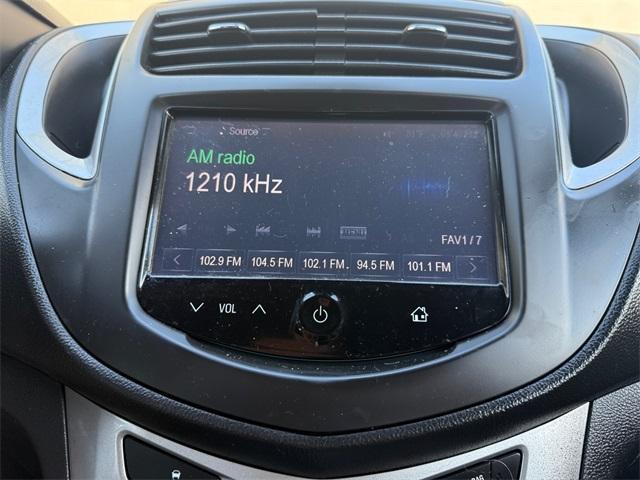 Source
AM radio
1210 kHz
FAV1/7
102.9 FM 104.5 FM 102.1 FM 94.5 FM 101.1 FM
VOL